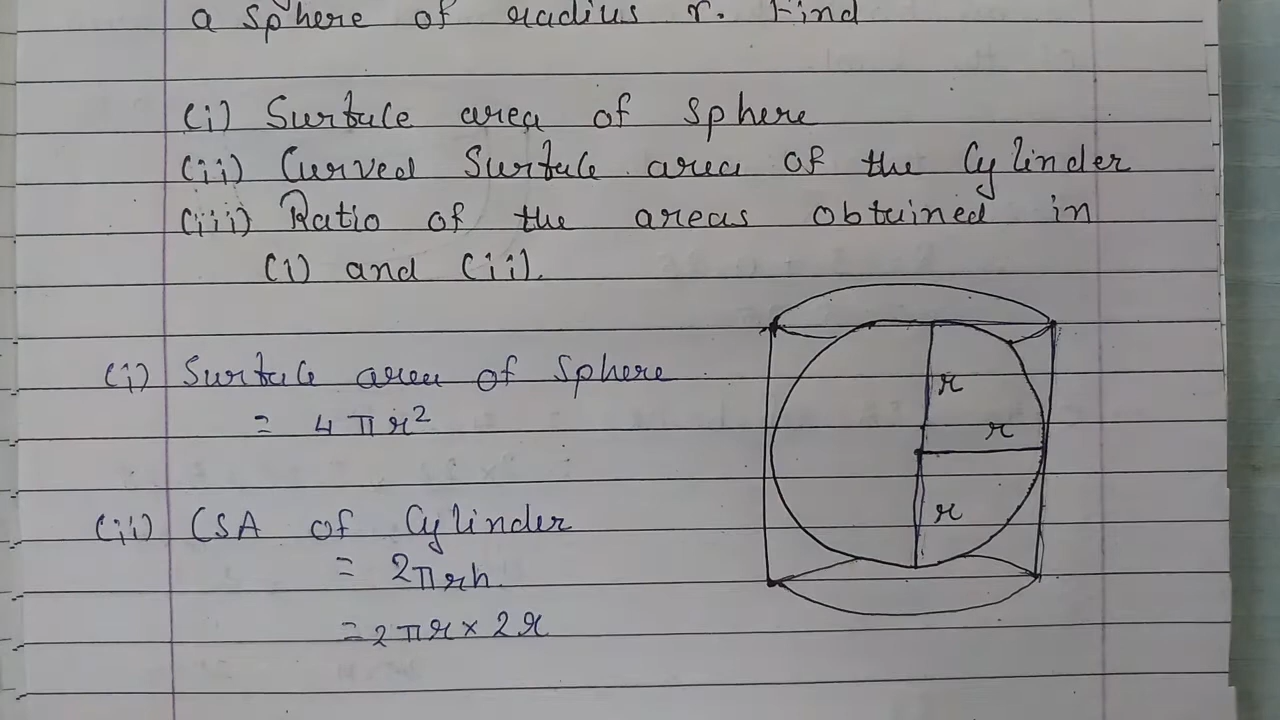 a sphere of radius r. Find
(i) Surface area of sphere
(ii) Curved Surface area of the Cylinder
(iii) Ratio of the areas obtained in
(i) and (ii).
(i) Surface area of sphere
= 4πr²
(ii) CSA of Cylinder
= 2πrh
= 2πr × 2r
r
r
r